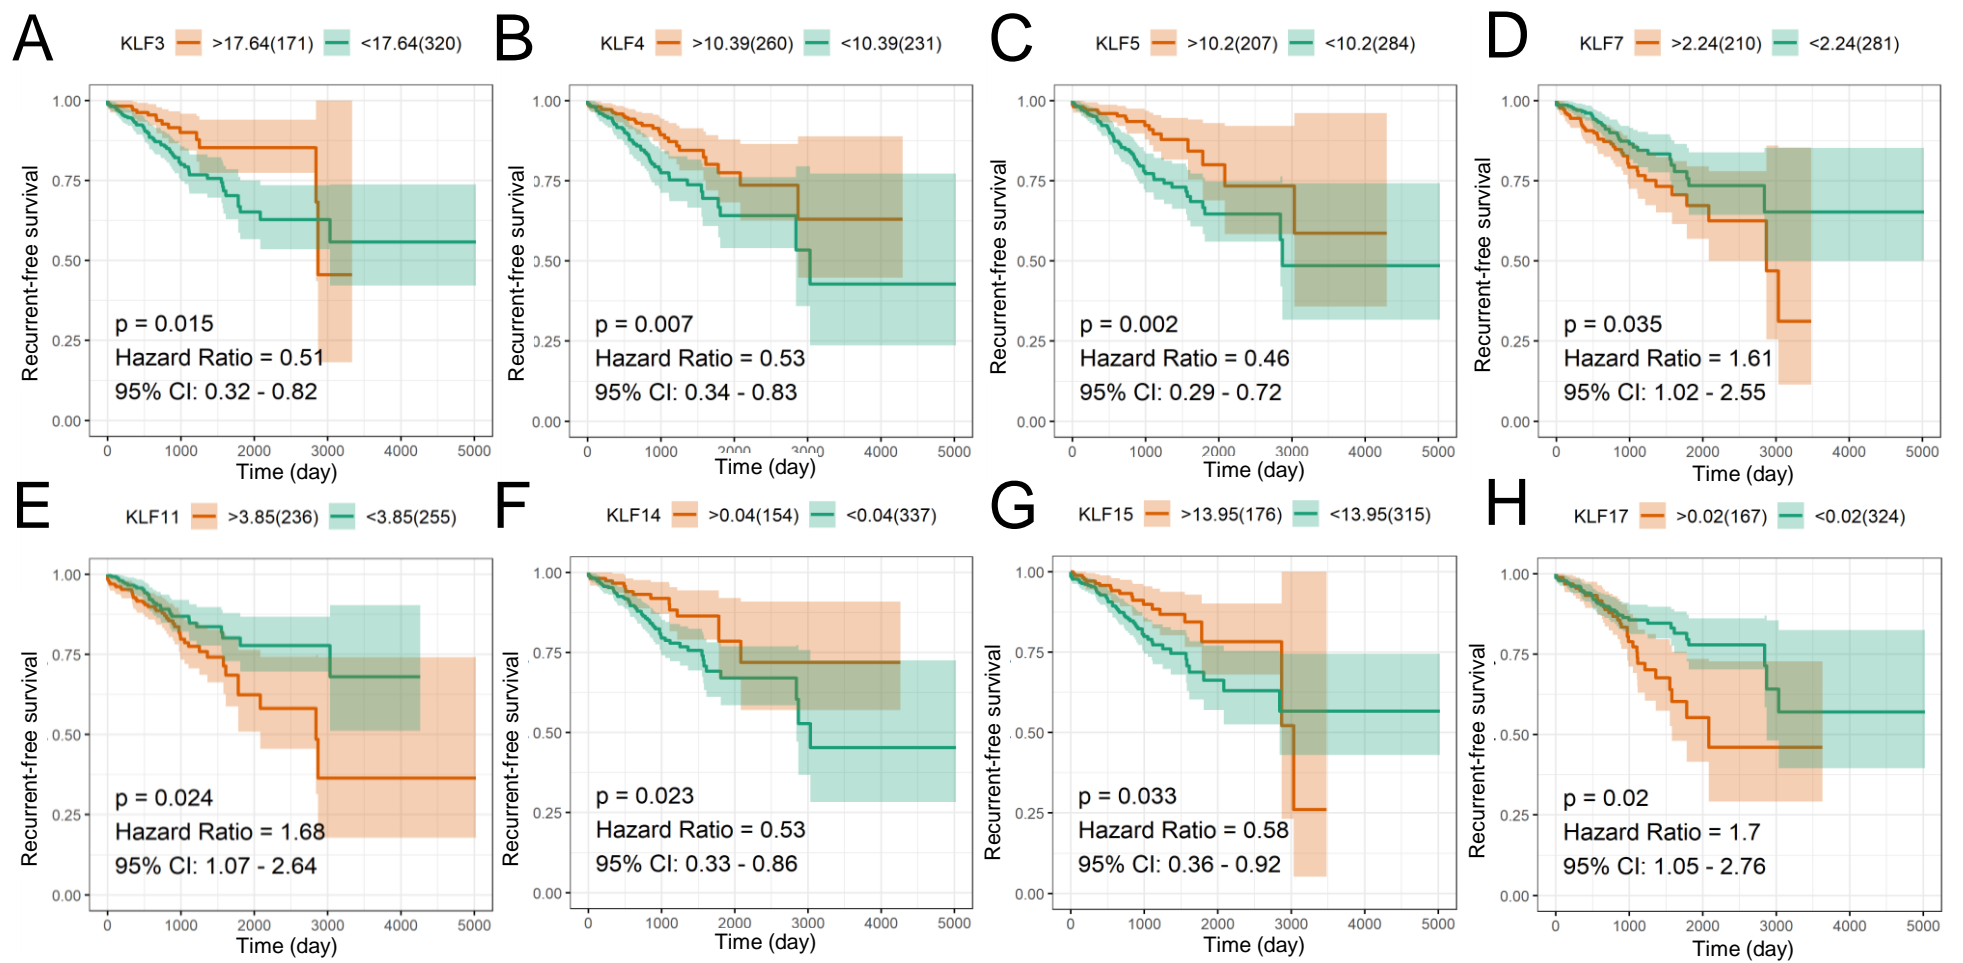 A
KLF3 >17.64(171) <17.64(320)
Recurrent-free survival
1.00
0.75
0.50
0.25
0.00
p = 0.015
Hazard Ratio = 0.51
95% CI: 0.32 - 0.82
0 1000 2000 3000 4000 5000
Time (day)
B
KLF4 >10.39(260) <10.39(231)
Recurrent-free survival
1.00
0.75
0.50
0.25
0.00
p = 0.007
Hazard Ratio = 0.53
95% CI: 0.34 - 0.83
0 1000 2000 3000 4000 5000
Time (day)
C
KLF5 >10.2(207) <10.2(284)
Recurrent-free survival
1.00
0.75
0.50
0.25
0.00
p = 0.002
Hazard Ratio = 0.46
95% CI: 0.29 - 0.72
0 1000 2000 3000 4000 5000
Time (day)
D
KLF7 >2.24(210) <2.24(281)
Recurrent-free survival
1.00
0.75
0.50
0.25
0.00
p = 0.035
Hazard Ratio = 1.61
95% CI: 1.02 - 2.55
0 1000 2000 3000 4000 5000
Time (day)
E
KLF11 >3.85(236) <3.85(255)
Recurrent-free survival
1.00
0.75
0.50
0.25
0.00
p = 0.024
Hazard Ratio = 1.68
95% CI: 1.07 - 2.64
0 1000 2000 3000 4000 5000
Time (day)
F
KLF14 >0.04(154) <0.04(337)
Recurrent-free survival
1.00
0.75
0.50
0.25
0.00
p = 0.023
Hazard Ratio = 0.53
95% CI: 0.33 - 0.86
0 1000 2000 3000 4000 5000
Time (day)
G
KLF15 >13.95(176) <13.95(315)
Recurrent-free survival
1.00
0.75
0.50
0.25
0.00
p = 0.033
Hazard Ratio = 0.58
95% CI: 0.36 - 0.92
0 1000 2000 3000 4000 5000
Time (day)
H
KLF17 >0.02(167) <0.02(324)
Recurrent-free survival
1.00
0.75
0.50
0.25
0.00
p = 0.02
Hazard Ratio = 1.7
95% CI: 1.05 - 2.76
0 1000 2000 3000 4000 5000
Time (day)